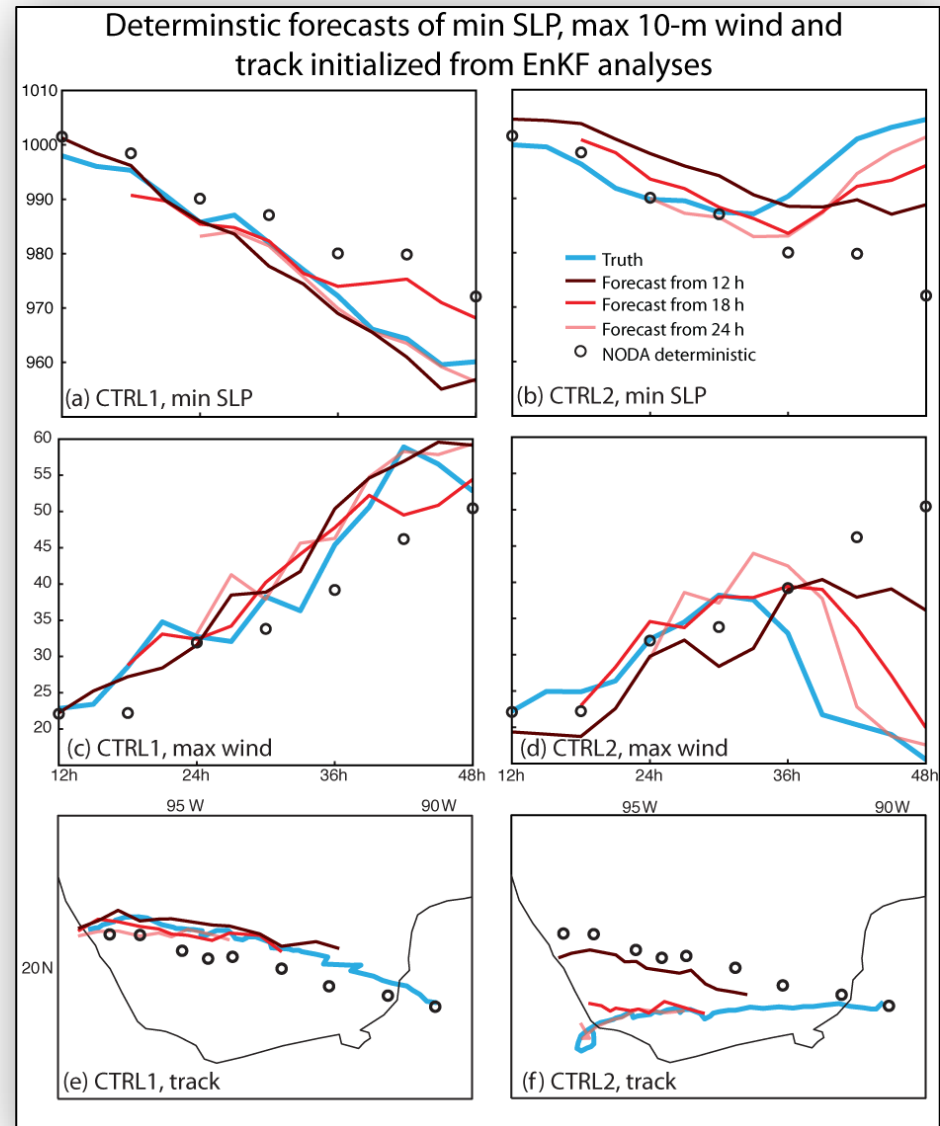 Determinstic forecasts of min SLP, max 10-m wind and
track initialized from EnKF analyses
1010
1000
990
980
970
960
(a) CTRL1, min SLP
Truth
Forecast from 12 h
Forecast from 18 h
Forecast from 24 h
NODA deterministic
(b) CTRL2, min SLP
60
55
50
45
40
35
30
25
20
(c) CTRL1, max wind
(d) CTRL2, max wind
12h 24h 36h 48h
12h 24h 36h 48h
95 W 90 W
95W 90W
20N
(e) CTRL1, track
(f) CTRL2, track